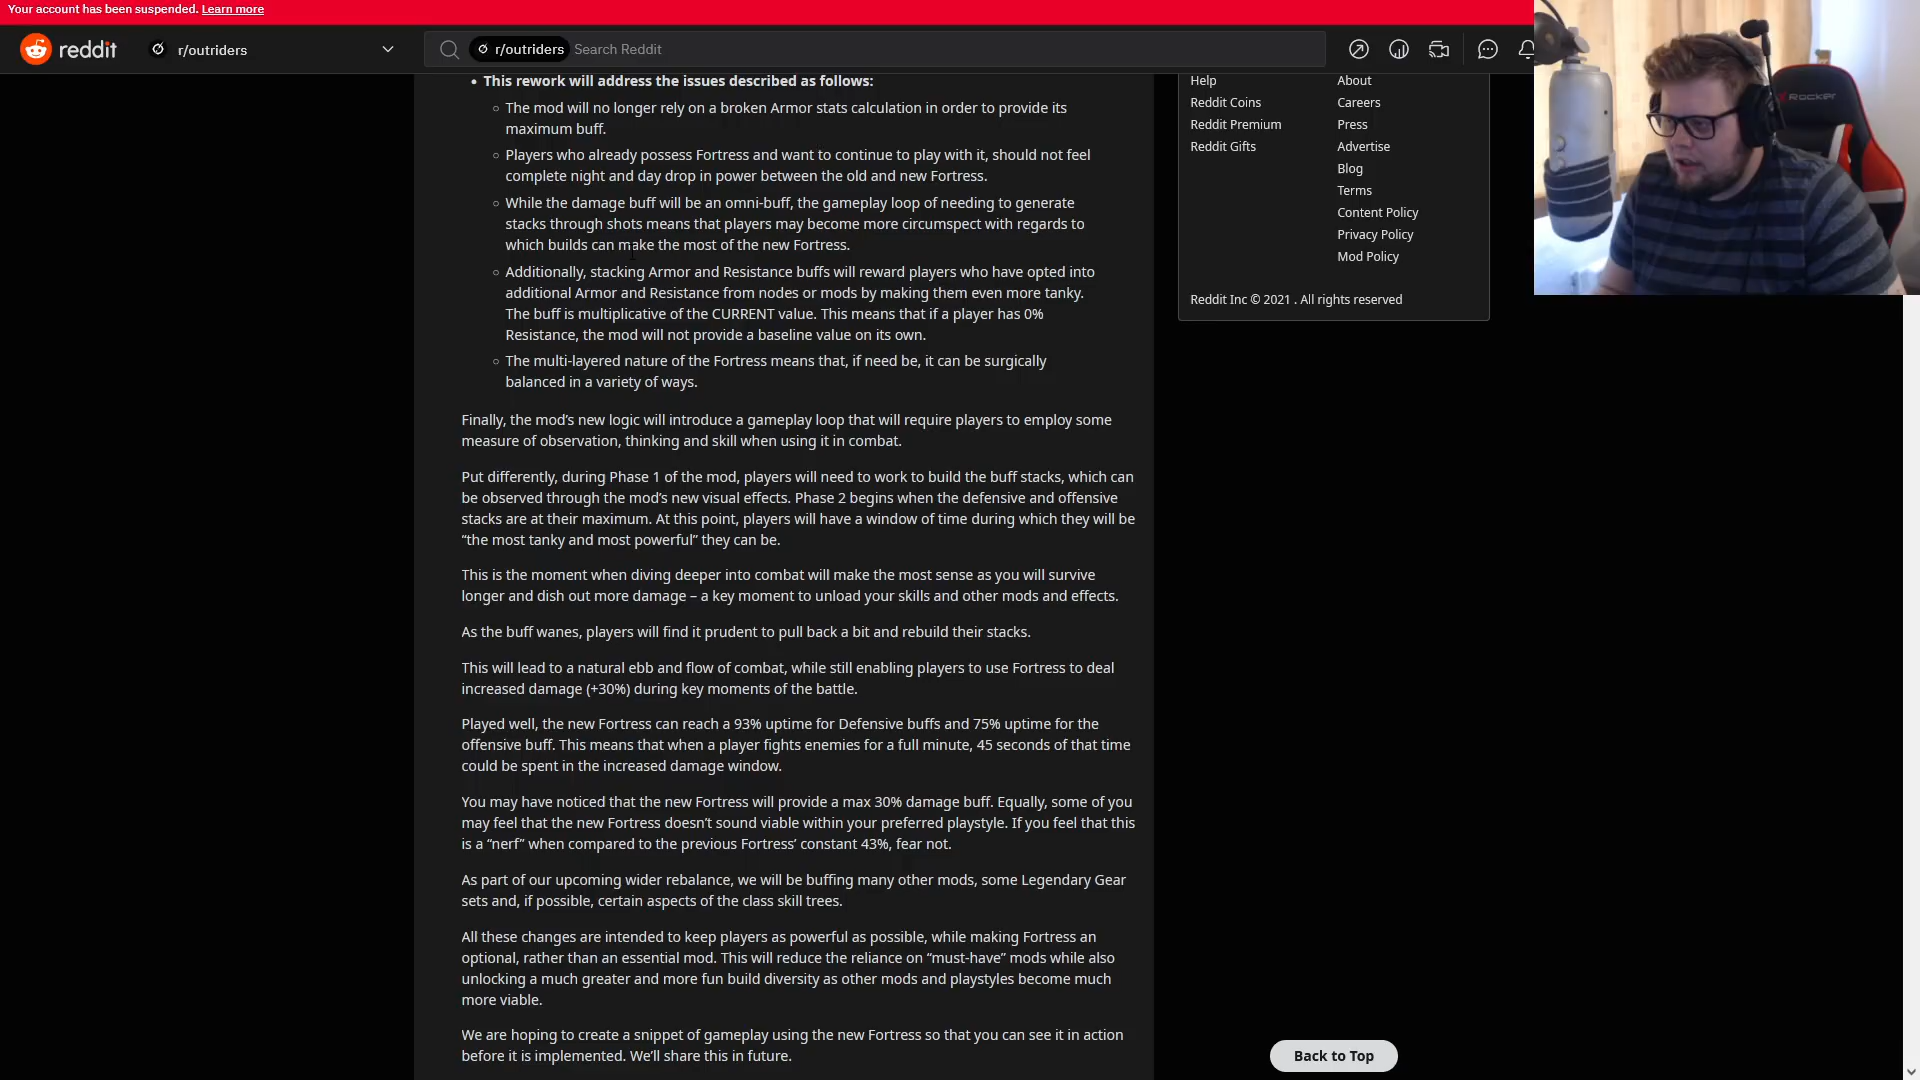 Your account has been suspended. Learn more
reddit
r/outriders
r/outriders Search Reddit
This rework will address the issues described as follows:
The mod will no longer rely on a broken Armor stats calculation in order to provide its
maximum buff.
Players who already possess Fortress and want to continue to play with it, should not feel
complete night and day drop in power between the old and new Fortress.
While the damage buff will be an omni-buff, the gameplay loop of needing to generate
stacks through shots means that players may become more circumspect with regards to
which builds can make the most of the new Fortress.
Additionally, stacking Armor and Resistance buffs will reward players who have opted into
additional Armor and Resistance from nodes or mods by making them even more tanky.
The buff is multiplicative of the CURRENT value. This means that if a player has 0%
Resistance, the mod will not provide a baseline value on its own.
The multi-layered nature of the Fortress means that, if need be, it can be surgically
balanced in a variety of ways.
Finally, the mod’s new logic will introduce a gameplay loop that will require players to employ some
measure of observation, thinking and skill when using it in combat.
Put differently, during Phase 1 of the mod, players will need to work to build the buff stacks, which can
be observed through the mod’s new visual effects. Phase 2 begins when the defensive and offensive
stacks are at their maximum. At this point, players will have a window of time during which they will be
“the most tanky and most powerful” they can be.
This is the moment when diving deeper into combat will make the most sense as you will survive
longer and dish out more damage – a key moment to unload your skills and other mods and effects.
As the buff wanes, players will find it prudent to pull back a bit and rebuild their stacks.
This will lead to a natural ebb and flow of combat, while still enabling players to use Fortress to deal
increased damage (+30%) during key moments of the battle.
Played well, the new Fortress can reach a 93% uptime for Defensive buffs and 75% uptime for the
offensive buff. This means that when a player fights enemies for a full minute, 45 seconds of that time
could be spent in the increased damage window.
You may have noticed that the new Fortress will provide a max 30% damage buff. Equally, some of you
may feel that the new Fortress doesn’t sound viable within your preferred playstyle. If you feel that this
is a “nerf” when compared to the previous Fortress’ constant 43%, fear not.
As part of our upcoming wider rebalance, we will be buffing many other mods, some Legendary Gear
sets and, if possible, certain aspects of the class skill trees.
All these changes are intended to keep players as powerful as possible, while making Fortress an
optional, rather than an essential mod. This will reduce the reliance on “must-have” mods while also
unlocking a much greater and more fun build diversity as other mods and playstyles become much
more viable.
We are hoping to create a snippet of gameplay using the new Fortress so that you can see it in action
before it is implemented. We’ll share this in future.
Help
Reddit Coins
Reddit Premium
Reddit Gifts
About
Careers
Press
Advertise
Blog
Terms
Content Policy
Privacy Policy
Mod Policy
Reddit Inc © 2021 . All rights reserved
Back to Top
Rocker